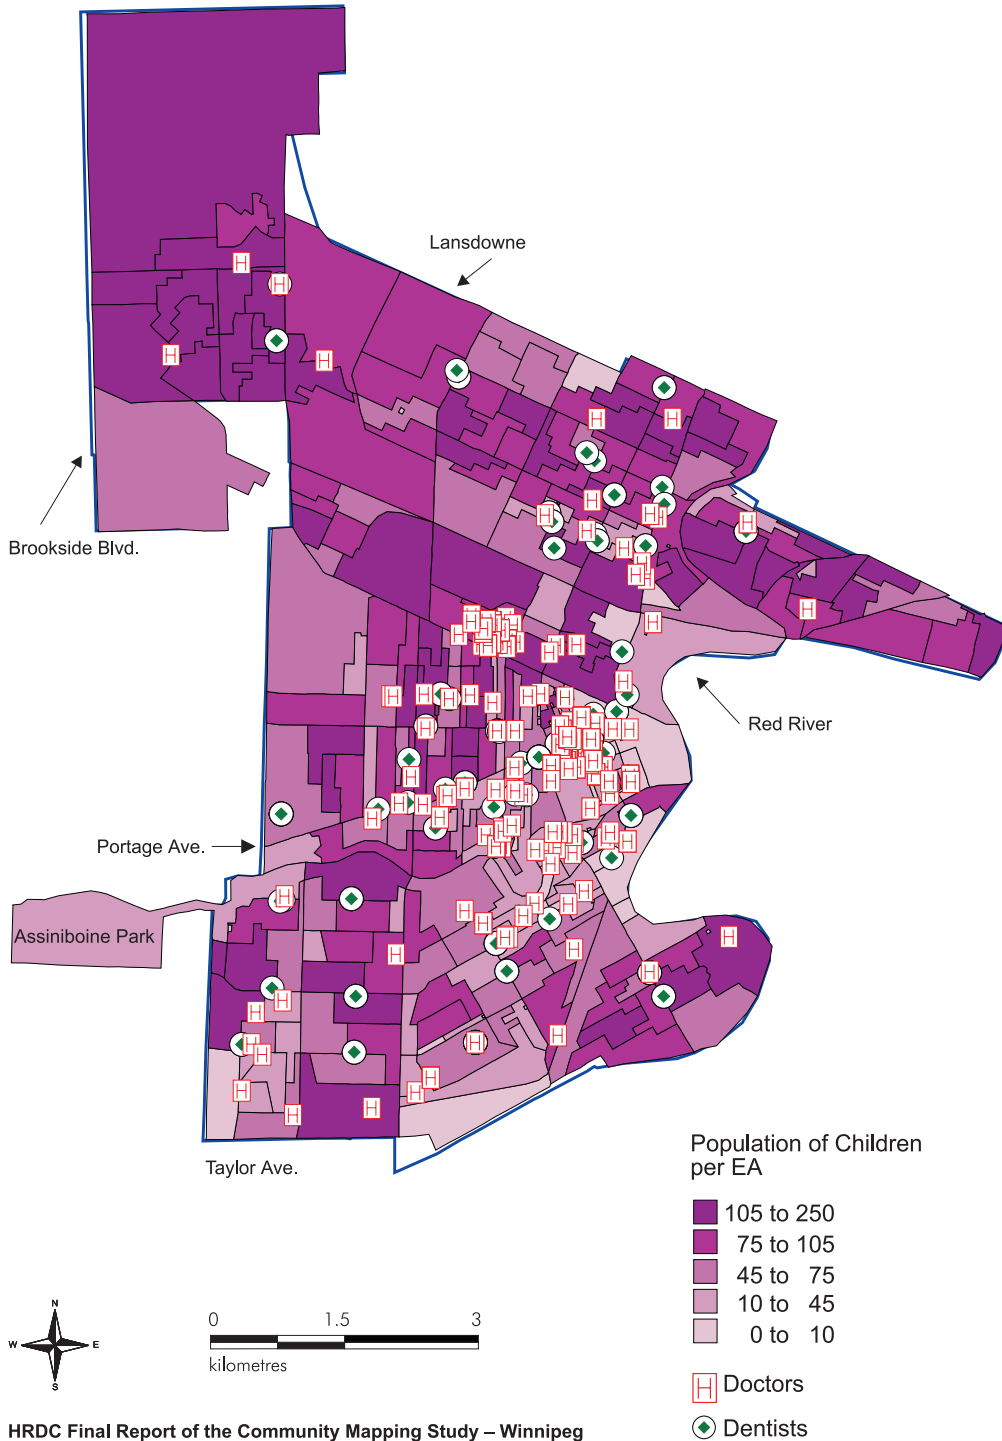 Lansdowne
Brookside Blvd.
Red River
Portage Ave.
Assiniboine Park
Taylor Ave.
Population of Children
per EA
105 to 250
75 to 105
45 to 75
10 to 45
0 to 10
H Doctors
Dentists
N
W E
S
0 1.5 3
kilometres
HRDC Final Report of the Community Mapping Study – Winnipeg